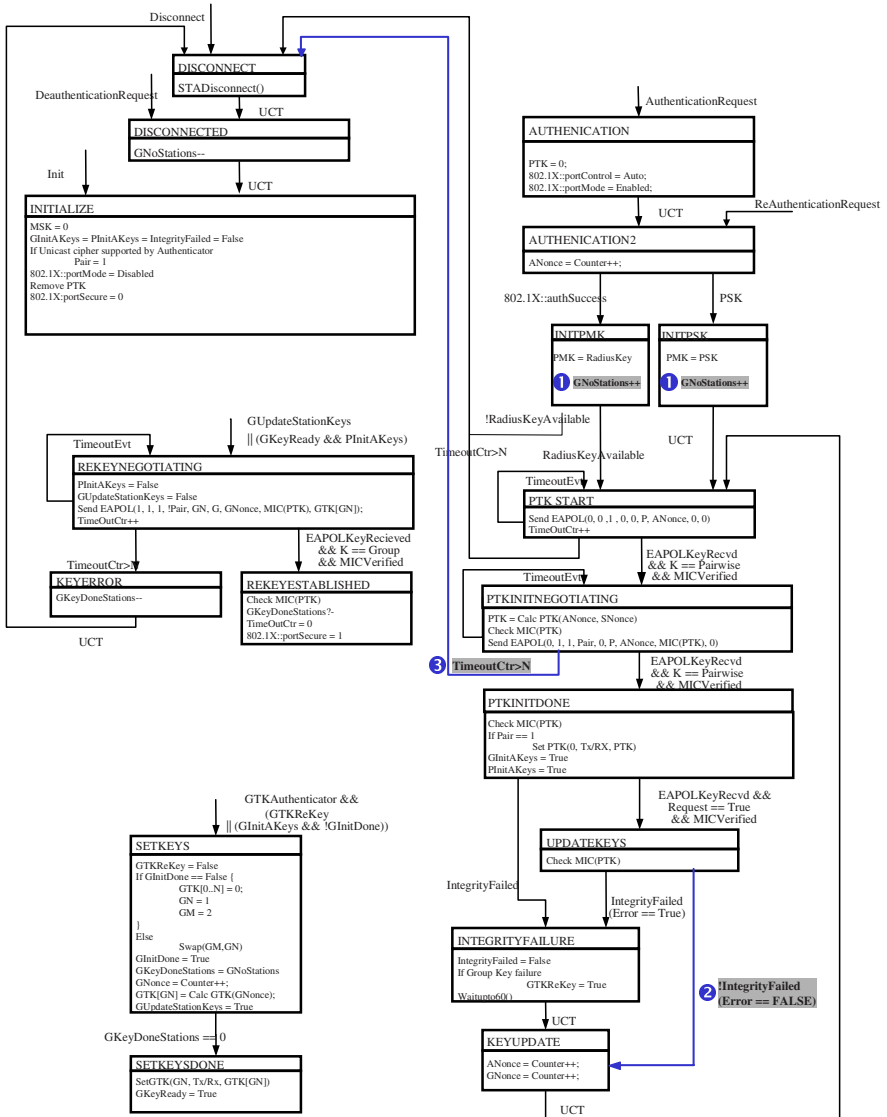 Disconnect
DISCONNECT
STADisconnect()
DeauthenticationRequest
UCT
DISCONNECTED
GNoStations--
Init
UCT
INITIALIZE
MSK = 0
GInitAKeys = PInitAKeys = IntegrityFailed = False
If Unicast cipher supported by Authenticator
Pair = 1
802.1X::portMode = Disabled
Remove PTK
802.1X:portSecure = 0
AuthenticationRequest
AUTHENICATION
PTK = 0;
802.1X::portControl = Auto;
802.1X::portMode = Enabled;
UCT
ReAuthenticationRequest
AUTHENICATION2
ANonce = Counter++;
802.1X::authSuccess
PSK
INITPMK
PMK = RadiusKey
1 GNoStations++
INITPSK
PMK = PSK
1 GNoStations++
!RadiusKeyAvailable
UCT
TimeoutCtr>N
RadiusKeyAvailable
TimeoutEvt
PTK START
Send EAPOL(0, 0 ,1 , 0, 0, P, ANonce, 0, 0)
TimeOutCtr++
EAPOLKeyRecvd
&& K == Pairwise
&& MICVerified
TimeoutEvt
PTKINITNEGOTIATING
PTK = Calc PTK(ANonce, SNonce)
Check MIC(PTK)
Send EAPOL(0, 1, 1, Pair, 0, P, ANonce, MIC(PTK), 0)
3 TimeoutCtr>N
EAPOLKeyRecvd
&& K == Pairwise
&& MICVerified
PTKINITDONE
Check MIC(PTK)
If Pair == 1
Set PTK(0, Tx/RX, PTK)
GInitAKeys = True
PInitAKeys = True
EAPOLKeyRecvd &&
Request == True
&& MICVerified
UPDATEKEYS
Check MIC(PTK)
IntegrityFailed
IntegrityFailed
(Error == True)
INTEGRITYFAILURE
IntegrityFailed = False
If Group Key failure
GTKReKey = True
Waitupto60()
2 !IntegrityFailed
(Error == FALSE)
UCT
KEYUPDATE
ANonce = Counter++;
GNonce = Counter++;
UCT
GUpdateStationKeys
|| (GKeyReady && PInitAKeys)
TimeoutEvt
REKEYNEGOTIATING
PInitAKeys = False
GUpdateStationKeys = False
Send EAPOL(1, 1, 1, !Pair, GN, G, GNonce, MIC(PTK), GTK[GN]);
TimeOutCtr++
TimeoutCtr>N
EAPOLKeyRecieved
&& K == Group
&& MICVerified
KEYERROR
GKeyDoneStations--
REKEYESTABLISHED
Check MIC(PTK)
GKeyDoneStations?-
TimeOutCtr = 0
802.1X::portSecure = 1
UCT
GTKAuthenticator &&
(GTKReKey
|| (GInitAKeys && !GInitDone))
SETKEYS
GTKReKey = False
If GInitDone == False {
GTK[0..N] = 0;
GN = 1
GM = 2
}
Else
Swap(GM,GN)
GInitDone = True
GKeyDoneStations = GNoStations
GNonce = Counter++;
GTK[GN] = Calc GTK(GNonce);
GUpdateStationKeys = True
GKeyDoneStations == 0
SETKEYSDONE
SetGTK(GN, Tx/Rx, GTK[GN])
GKeyReady = True